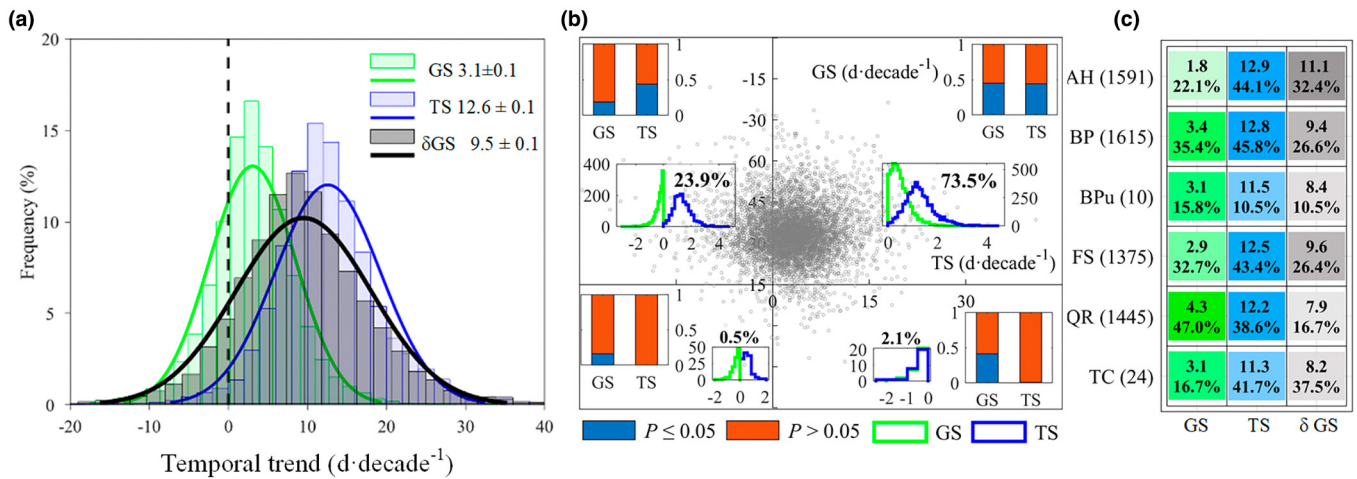 (a)
20
15
10
5
0
Frequency (%)
GS 3.1±0.1
TS 12.6 ± 0.1
δGS 9.5 ± 0.1
-20 -10 0 10 20 30 40
Temporal trend (d·decade⁻¹)
(b)
1
0.5
0
GS TS
GS (d·decade⁻¹)
1
0.5
0
GS TS
-15
-30
60
45
30
15
400
200
0
23.9%
-2 0 2 4
73.5%
500
250
0
0 2 4
TS (d·decade⁻¹)
0 15 30
1
0.5
0
GS TS
0.5%
50
25
0
-2 0 2
2.1%
20
10
0
-2 -1 0
1
0.5
0
GS TS
P ≤ 0.05 P > 0.05 GS TS
(c)
AH (1591) 1.8 12.9 11.1
22.1% 44.1% 32.4%
BP (1615) 3.4 12.8 9.4
35.4% 45.8% 26.6%
BPu (10) 3.1 11.5 8.4
15.8% 10.5% 10.5%
FS (1375) 2.9 12.5 9.6
32.7% 43.4% 26.4%
QR (1445) 4.3 12.2 7.9
47.0% 38.6% 16.7%
TC (24) 3.1 11.3 8.2
16.7% 41.7% 37.5%
GS TS δ GS